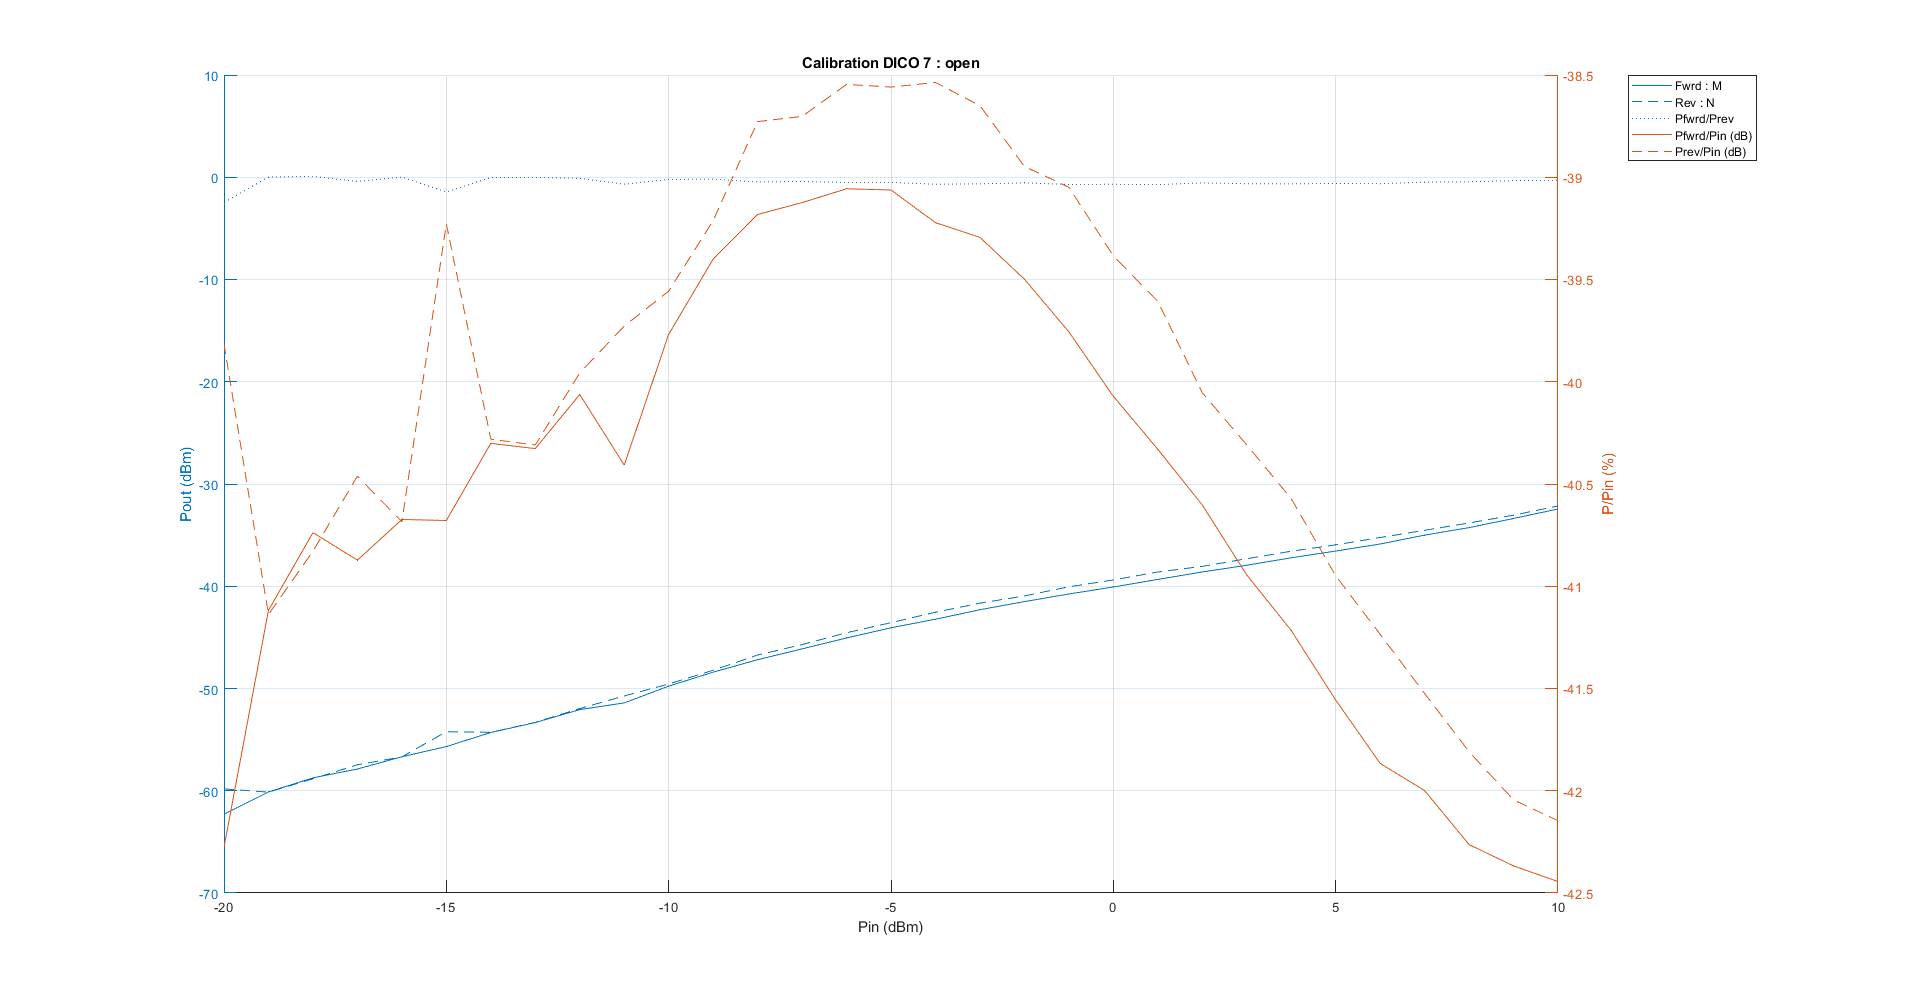 Calibration DICO 7 : open
10
0
-10
-20
-30
-40
-50
-60
-70
Pout (dBm)
-20
-15
-10
-5
0
5
10
Pin (dBm)
-38.5
-39
-39.5
-40
-40.5
-41
-41.5
-42
-42.5
P/Pin (%)
Fwrd : M
Rev : N
Pfwrd/Prev
Pfwrd/Pin (dB)
Prev/Pin (dB)